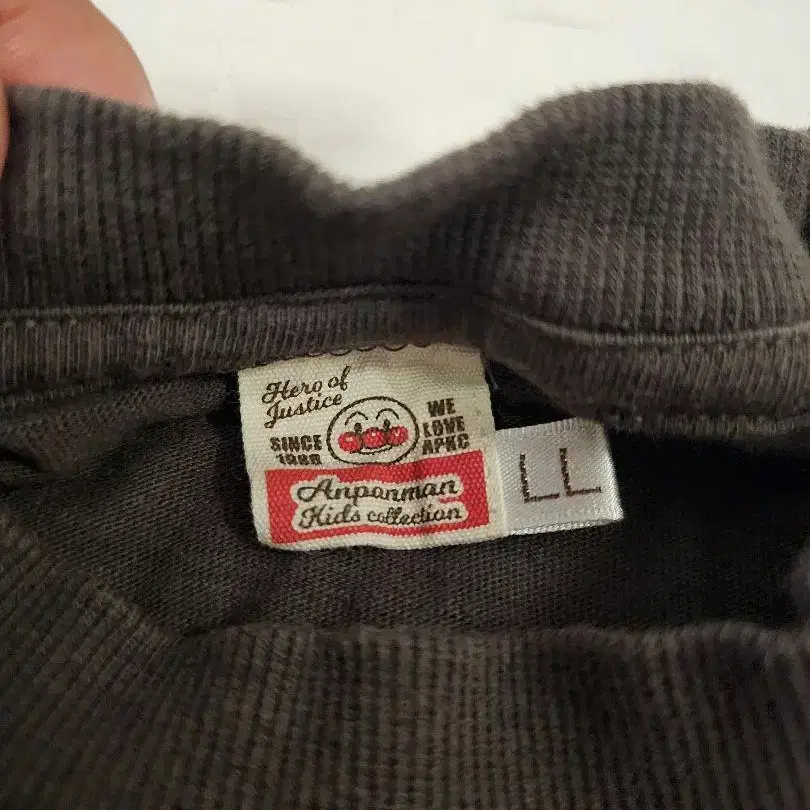 Hero of
Justice
SINCE
1988
WE
LOVE
APKC
Anpanman
Kids collection
LL